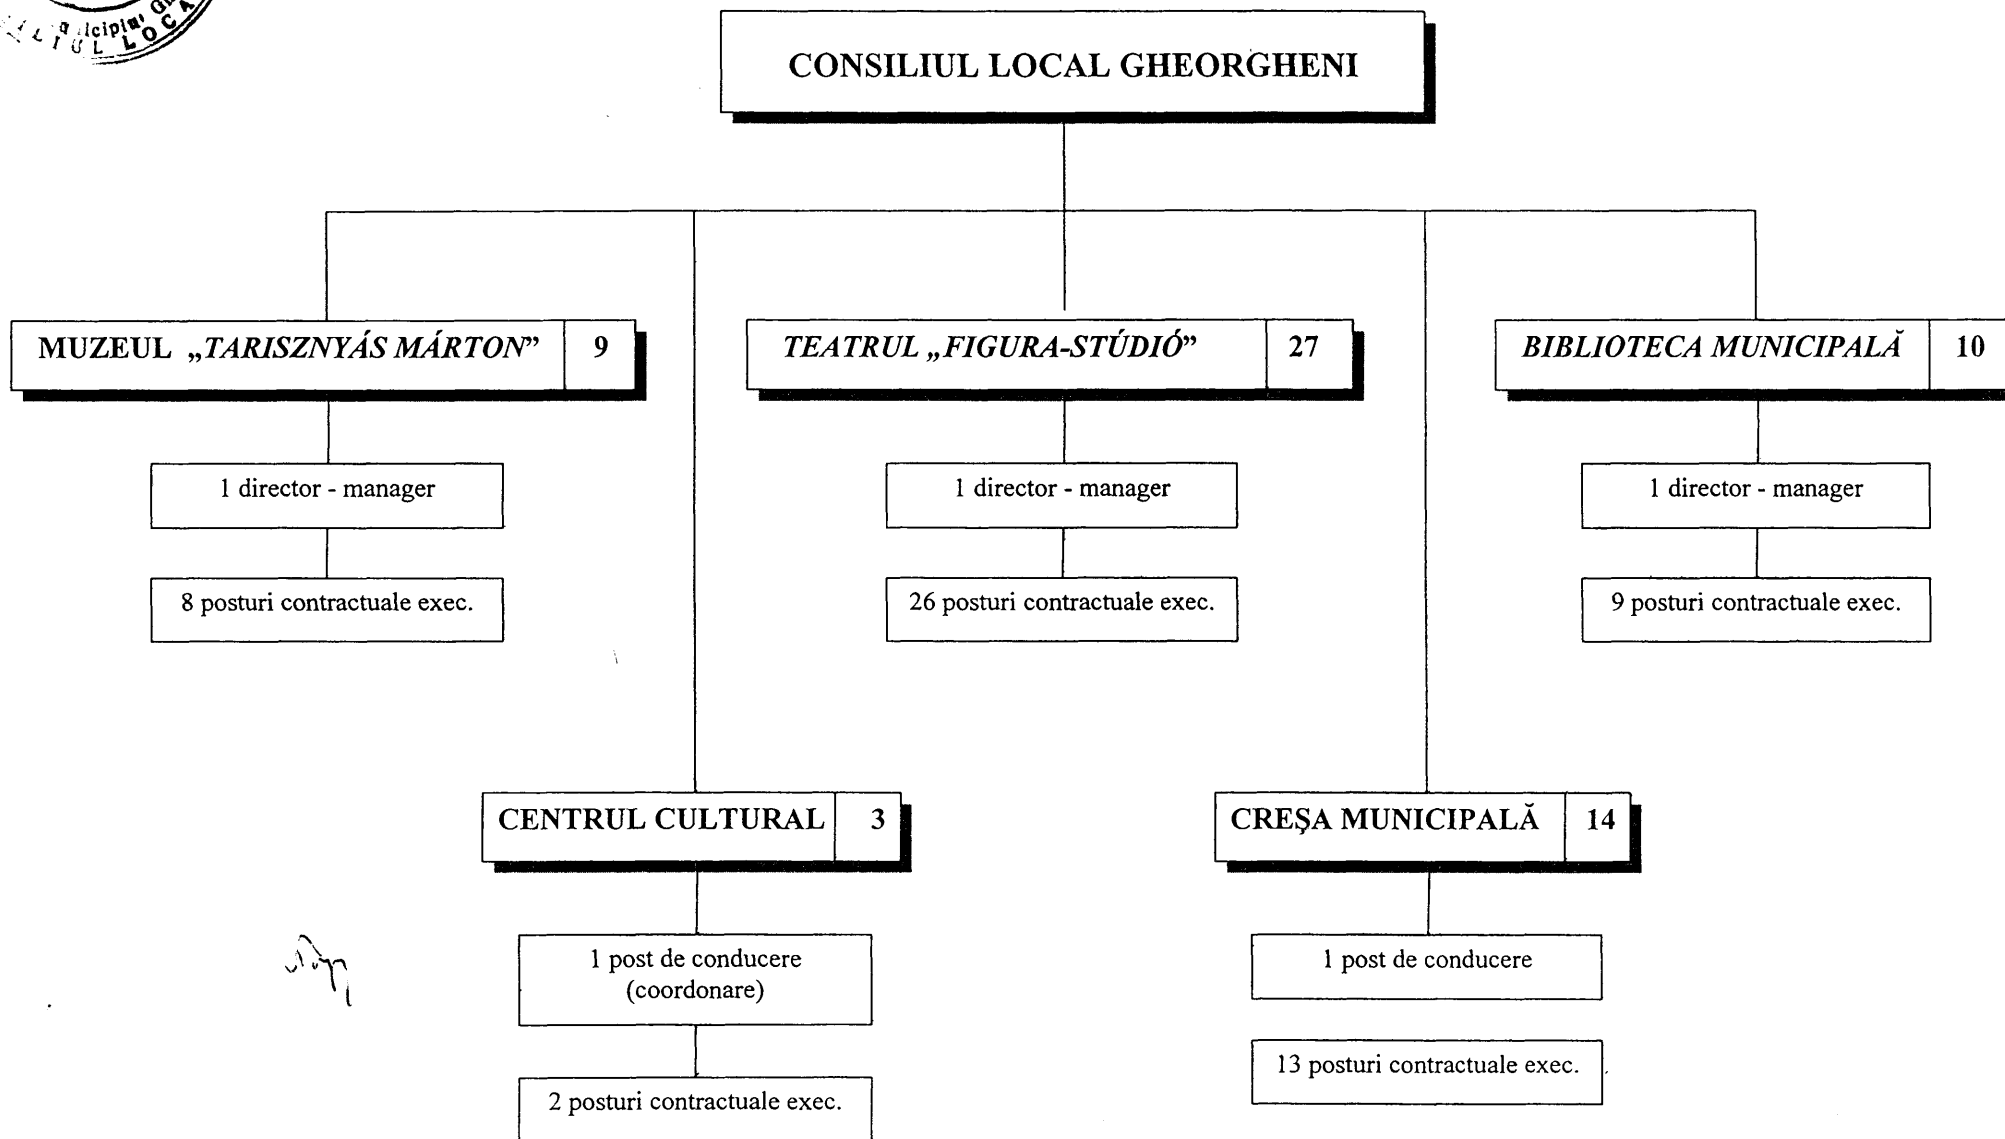 CONSILIUL LOCAL GHEORGHENI
MUZEUL „TARISZNYÁS MÁRTON” 9
TEATRUL „FIGURA-STÚDIÓ” 27
BIBLIOTECA MUNICIPALĂ 10
1 director - manager
1 director - manager
1 director - manager
8 posturi contractuale exec.
26 posturi contractuale exec.
9 posturi contractuale exec.
CENTRUL CULTURAL 3
CREŞA MUNICIPALĂ 14
1 post de conducere
(coordonare)
1 post de conducere
2 posturi contractuale exec.
13 posturi contractuale exec.